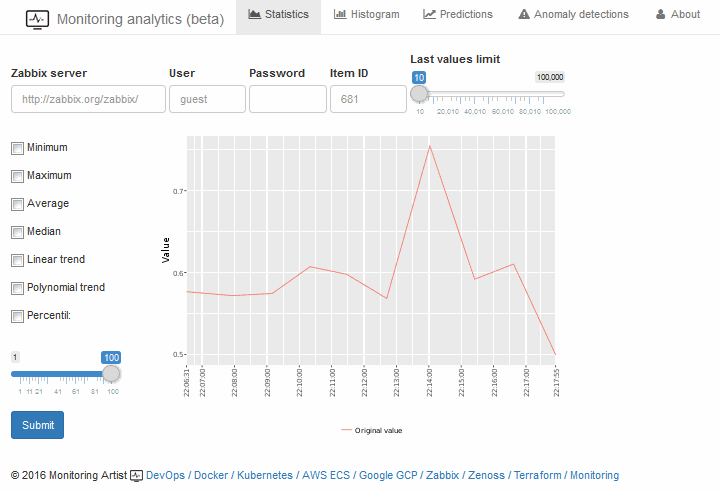 Monitoring analytics (beta) Statistics Histogram Predictions Anomaly detections About
Last values limit
Zabbix server User Password Item ID
10 100,000
http://zabbix.org/zabbix/ guest 681
10 20,010 40,010 60,010 80,010 100,000
Minimum
Maximum
Average
Median
Linear trend
Polynomial trend
Percentil:
1 100
1 11 21 41 61 81 100
Submit
Value
0.7
0.6
0.5
22:06:31 22:07:00 22:08:00 22:09:00 22:10:00 22:11:00 22:12:00 22:13:00 22:14:00 22:15:00 22:16:00 22:17:00 22:17:55
Original value
© 2016 Monitoring Artist DevOps / Docker / Kubernetes / AWS ECS / Google GCP / Zabbix / Zenoss / Terraform / Monitoring